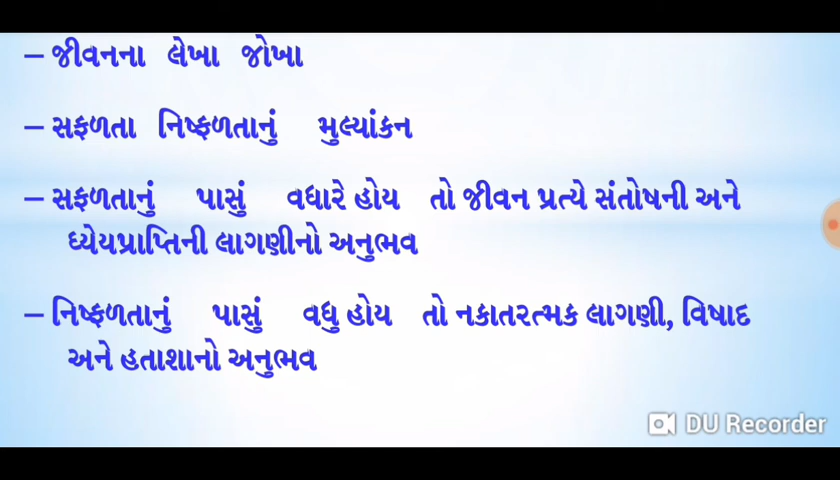 – જીવનના લેખા જોખા
– સફળતા નિષ્ફળતાનું મુલ્યાંકન
– સફળતાનું પાસું વધારે હોય તો જીવન પ્રત્યે સંતોષની અને
ધ્યેયપ્રાપ્તિની લાગણીનો અનુભવ
– નિષ્ફળતાનું પાસું વધુ હોય તો નકાતરત્મક લાગણી, વિષાદ
અને હતાશાનો અનુભવ
DU Recorder